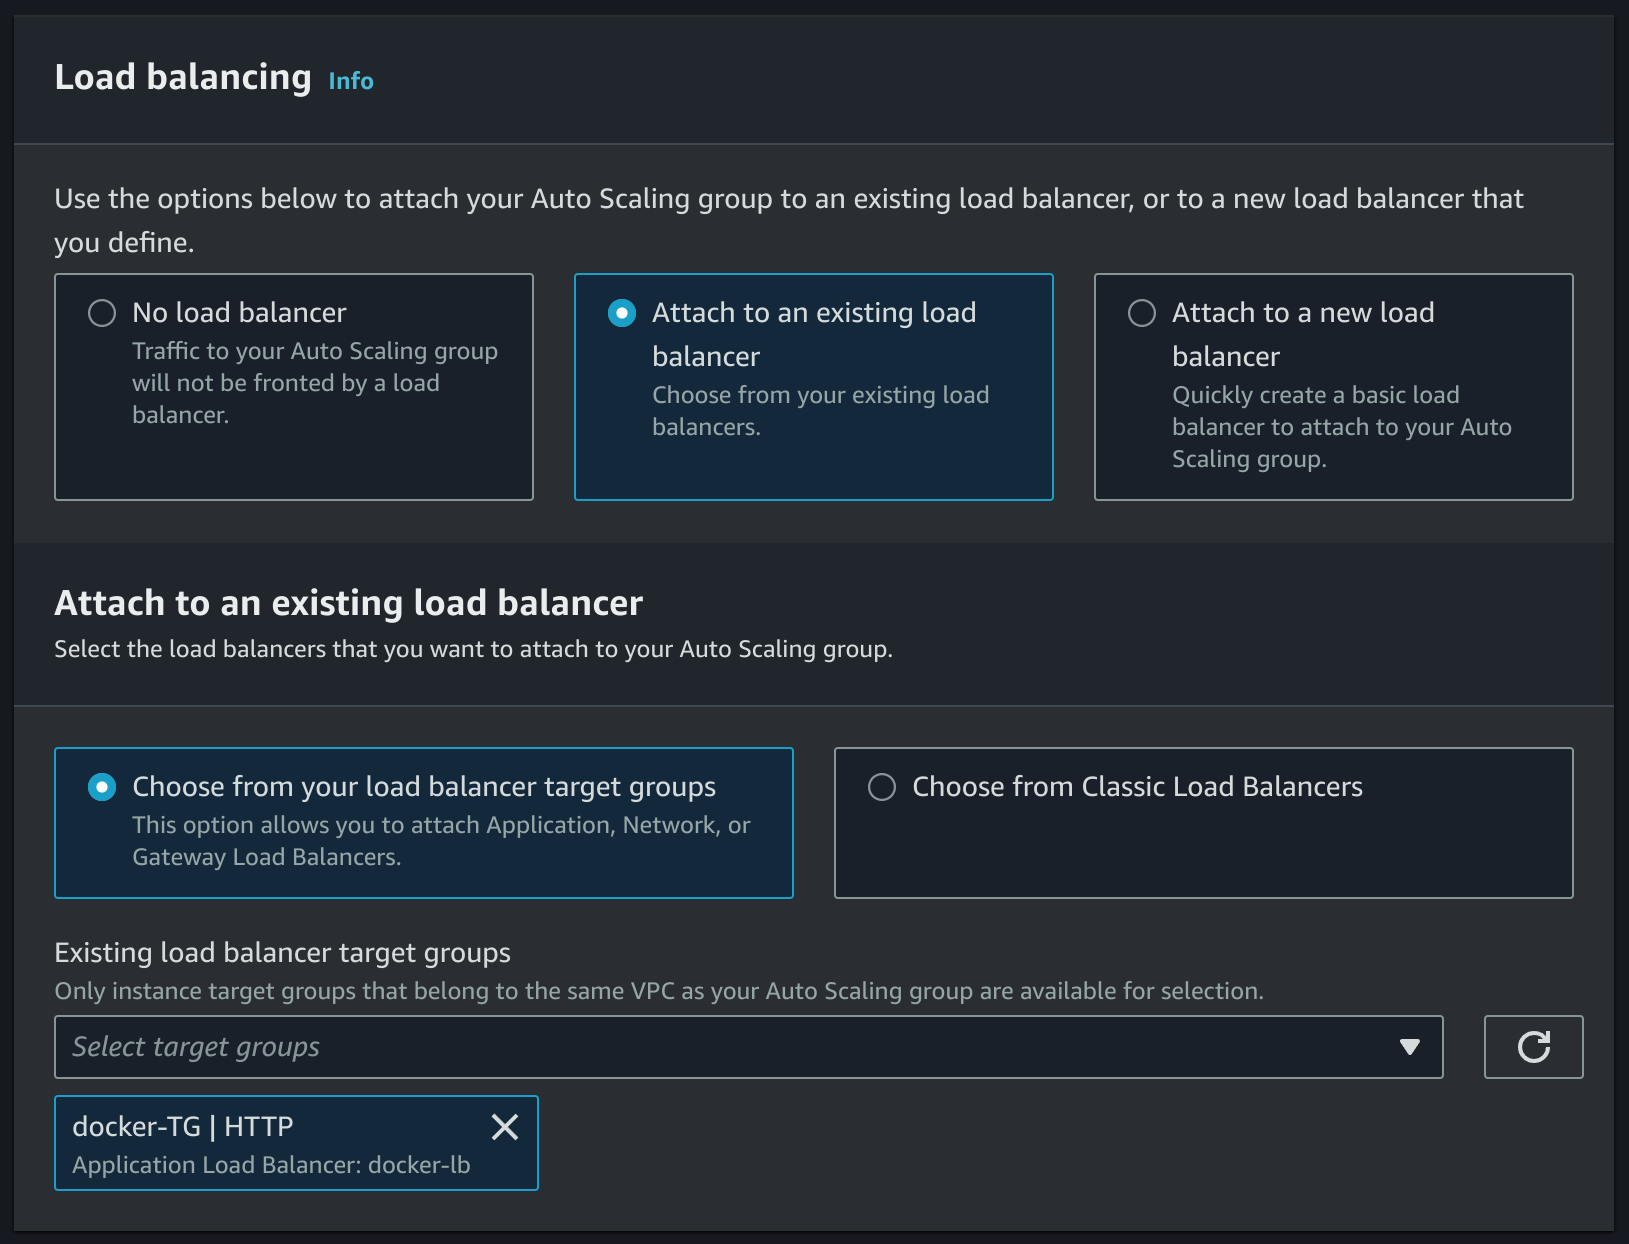 Load balancing Info
Use the options below to attach your Auto Scaling group to an existing load balancer, or to a new load balancer that
you define.
No load balancer
Traffic to your Auto Scaling group
will not be fronted by a load
balancer.
Attach to an existing load
balancer
Choose from your existing load
balancers.
Attach to a new load
balancer
Quickly create a basic load
balancer to attach to your Auto
Scaling group.
Attach to an existing load balancer
Select the load balancers that you want to attach to your Auto Scaling group.
Choose from your load balancer target groups
This option allows you to attach Application, Network, or
Gateway Load Balancers.
Choose from Classic Load Balancers
Existing load balancer target groups
Only instance target groups that belong to the same VPC as your Auto Scaling group are available for selection.
Select target groups
docker-TG | HTTP
Application Load Balancer: docker-lb